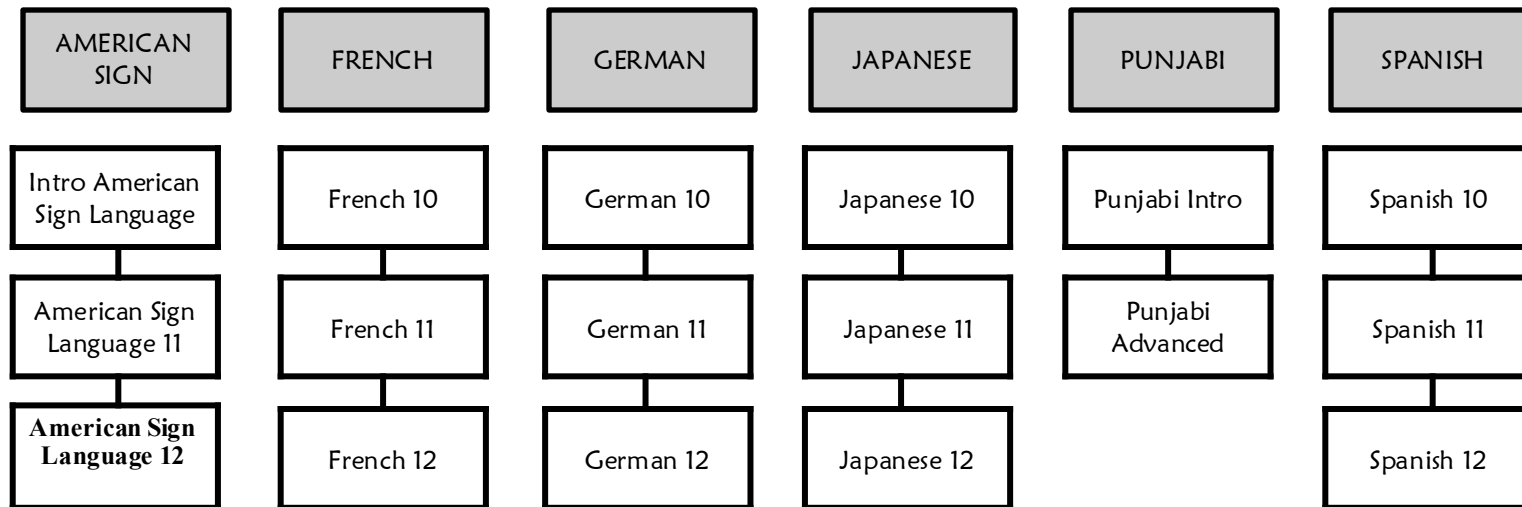 AMERICAN
SIGN
FRENCH
GERMAN
JAPANESE
PUNJABI
SPANISH
Intro American
Sign Language
French 10
German 10
Japanese 10
Punjabi Intro
Spanish 10
American Sign
Language 11
French 11
German 11
Japanese 11
Punjabi
Advanced
Spanish 11
American Sign
Language 12
French 12
German 12
Japanese 12
Spanish 12